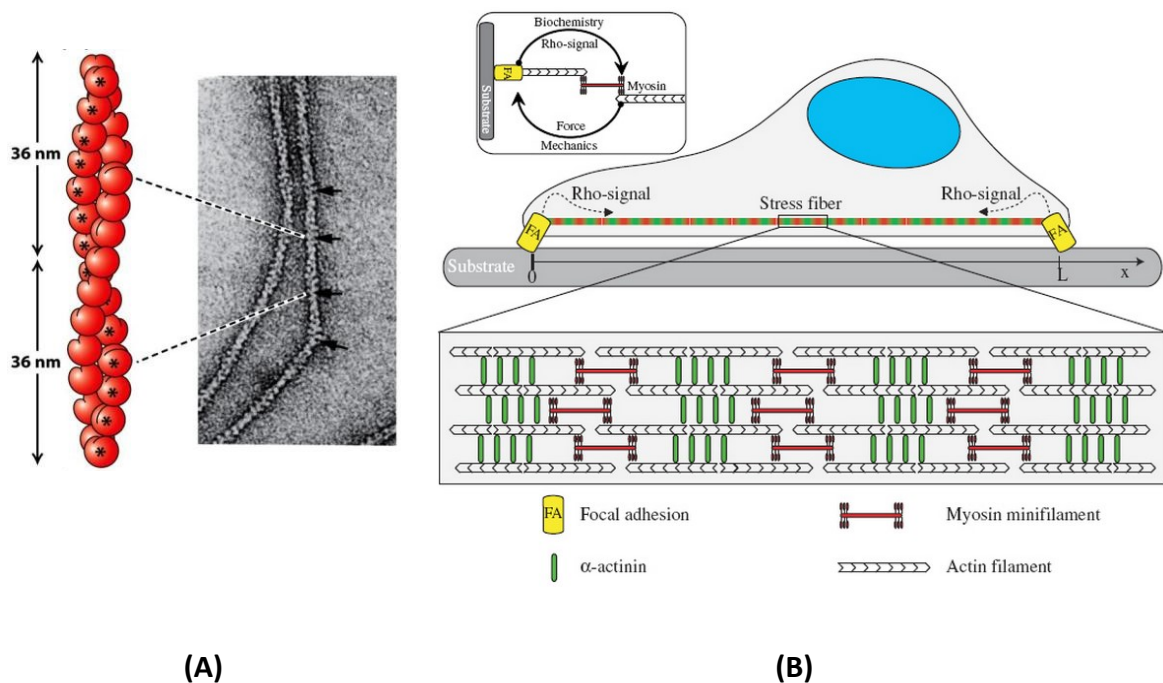 36 nm
36 nm
Biochemistry
Rho-signal
Substrate
FA
Myosin
Force
Mechanics
Rho-signal
Stress fiber
Rho-signal
FA
FA
Substrate
0
L
x
FA
Focal adhesion
Myosin minifilament
α-actinin
Actin filament
(A)
(B)